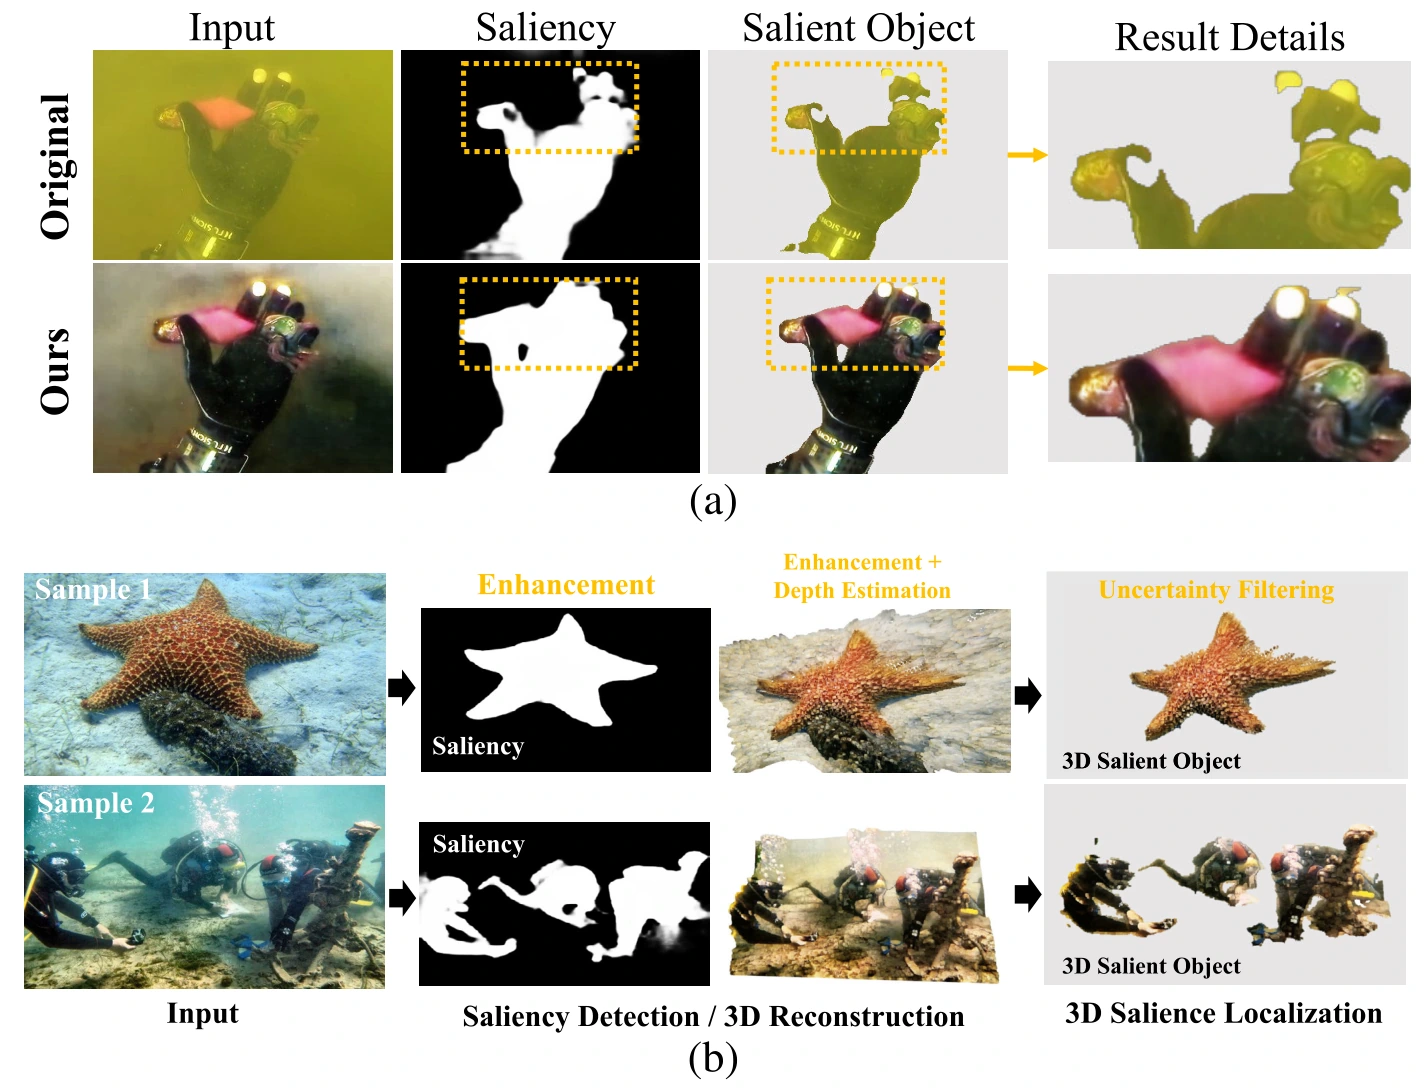 Input
Saliency
Salient Object
Result Details
Original
Ours
(a)
Sample 1
Enhancement
Enhancement +
Depth Estimation
Uncertainty Filtering
Saliency
3D Salient Object
Sample 2
Saliency
3D Salient Object
Input
Saliency Detection / 3D Reconstruction
3D Salience Localization
(b)